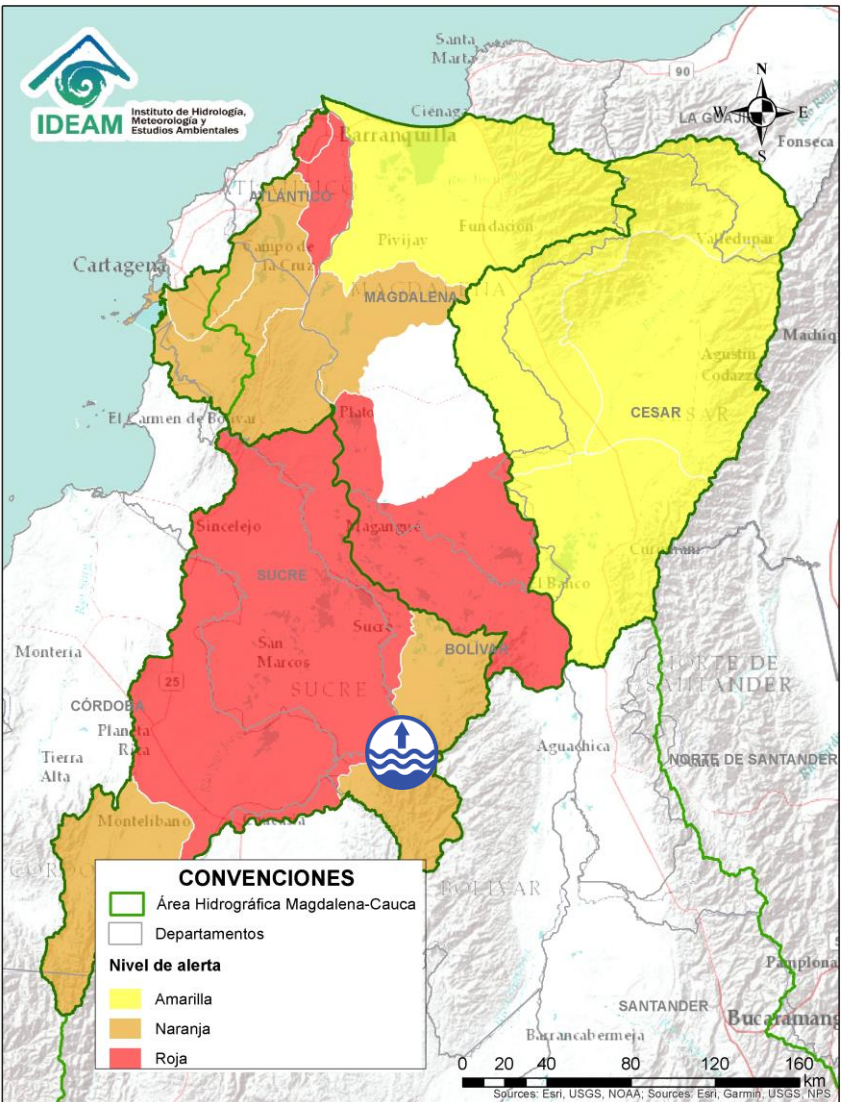 IDEAM
Instituto de Hidrología,
Meteorología y
Estudios Ambientales
Santa
Marta
90
N
W
E
S
LA GUAJI
Fonseca
Ciénaga
Barranquilla
ATLÁNTICO
Cartagena
Campo de
la Cruz
Pivijay
Fundación
Valledupar
MAGDALENA
MAGDALENA
Machiq
Agustín
Codazzi
CESAR
El Carmen de Bolívar
Plato
Sincelejo
Magangué
SUCRE
El Banco
Sucre
BOLÍVAR
San
Marcos
SUCRE
Montería
25
CÓRDOBA
Planeta
Rica
Tierra
Alta
Aguachica
NORTE DE
SANTANDER
NORTE DE SANTANDER
Montelíbano
BOLÍVAR
CONVENCIONES
Área Hidrográfica Magdalena-Cauca
Departamentos
Nivel de alerta
Amarilla
Naranja
Roja
Pamplona
SANTANDER
Bucaramang
Barrancabermeja
0 20 40 80 120 160
km
Sources: Esri, USGS, NOAA; Sources: Esri, Garmin, USGS, NPS